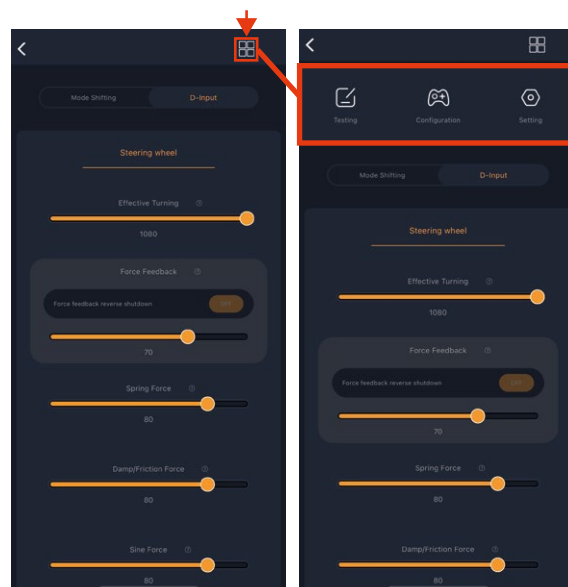 Mode Shifting
D-Input
Steering wheel
Effective Turning
1080
Force Feedback
Force feedback reverse shutdown
OFF
70
Spring Force
80
Damp/Friction Force
80
Sine Force
80
Testing
Configuration
Setting
Mode Shifting
D-Input
Steering wheel
Effective Turning
1080
Force Feedback
Force feedback reverse shutdown
OFF
70
Spring Force
80
Damp/Friction Force
80